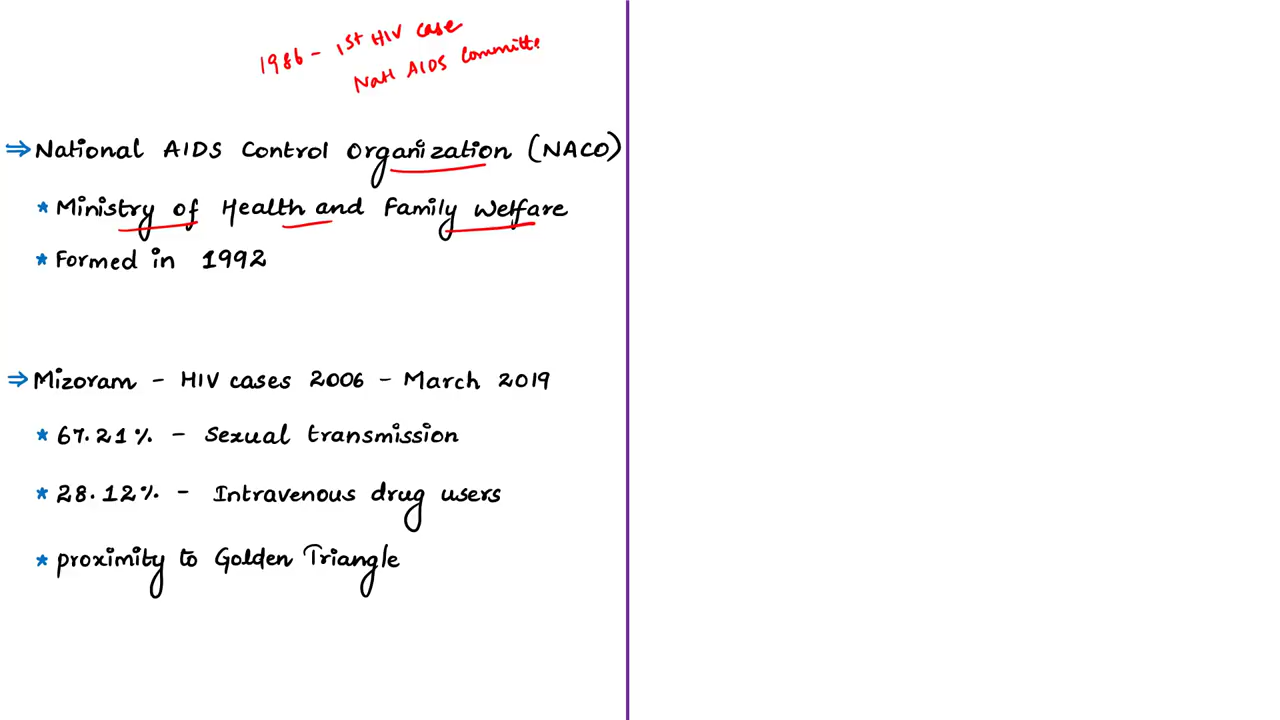 1986 - 1st HIV case
Natl AIDS Committe
⇒ National AIDS Control Organization (NACO)
* Ministry of Health and Family Welfare
* Formed in 1992
⇒ Mizoram - HIV cases 2006 - March 2019
* 67.21% - Sexual transmission
* 28.12% - Intravenous drug users
* proximity to Golden Triangle